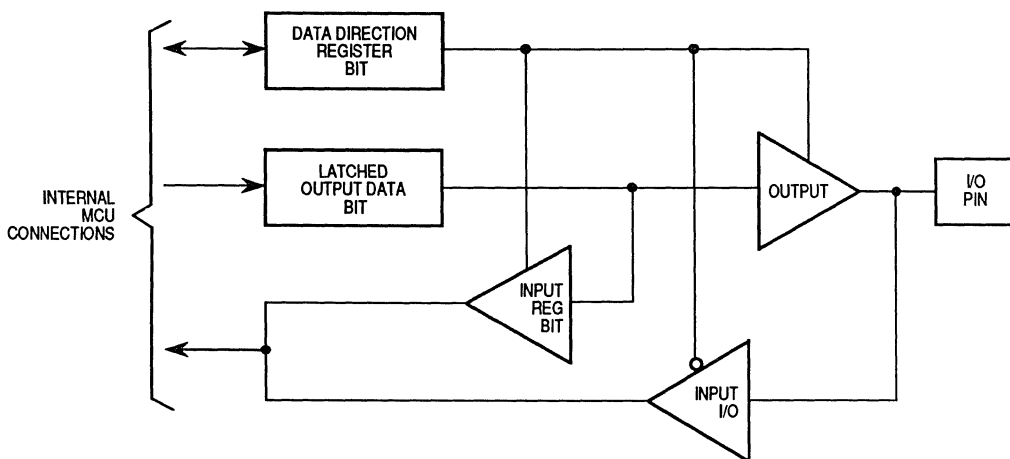 DATA DIRECTION
REGISTER
BIT
LATCHED
OUTPUT DATA
BIT
INTERNAL
MCU
CONNECTIONS
OUTPUT
I/O
PIN
INPUT
REG
BIT
INPUT
I/O